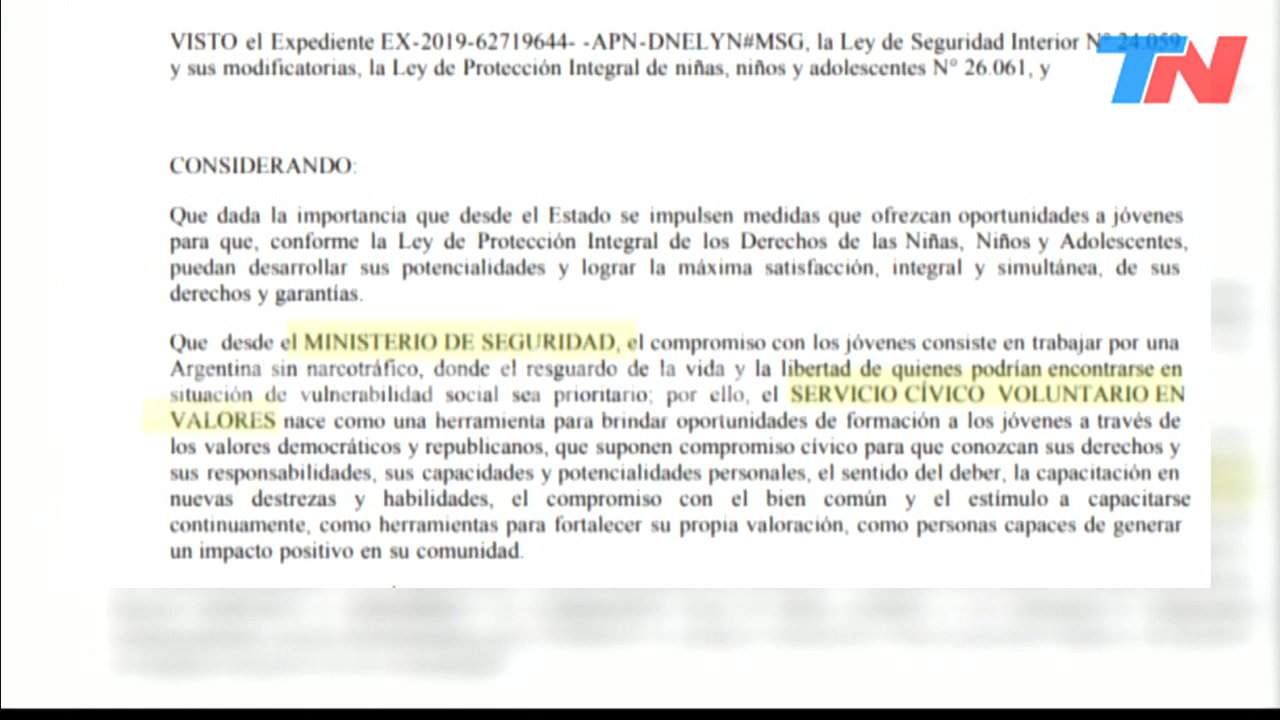 VISTO el Expediente EX-2019-62719644- -APN-DNELYN#MSG, la Ley de Seguridad Interior N° 24.059
y sus modificatorias, la Ley de Protección Integral de niñas, niños y adolescentes N° 26.061, y
TN
CONSIDERANDO:
Que dada la importancia que desde el Estado se impulsen medidas que ofrezcan oportunidades a jóvenes
para que, conforme la Ley de Protección Integral de los Derechos de las Niñas, Niños y Adolescentes,
puedan desarrollar sus potencialidades y lograr la máxima satisfacción, integral y simultánea, de sus
derechos y garantías.
Que desde el MINISTERIO DE SEGURIDAD, el compromiso con los jóvenes consiste en trabajar por una
Argentina sin narcotráfico, donde el resguardo de la vida y la libertad de quienes podrían encontrarse en
situación de vulnerabilidad social sea prioritario; por ello, el SERVICIO CÍVICO VOLUNTARIO EN
VALORES nace como una herramienta para brindar oportunidades de formación a los jóvenes a través de
los valores democráticos y republicanos, que suponen compromiso cívico para que conozcan sus derechos y
sus responsabilidades, sus capacidades y potencialidades personales, el sentido del deber, la capacitación en
nuevas destrezas y habilidades, el compromiso con el bien común y el estímulo a capacitarse
continuamente, como herramientas para fortalecer su propia valoración, como personas capaces de generar
un impacto positivo en su comunidad.